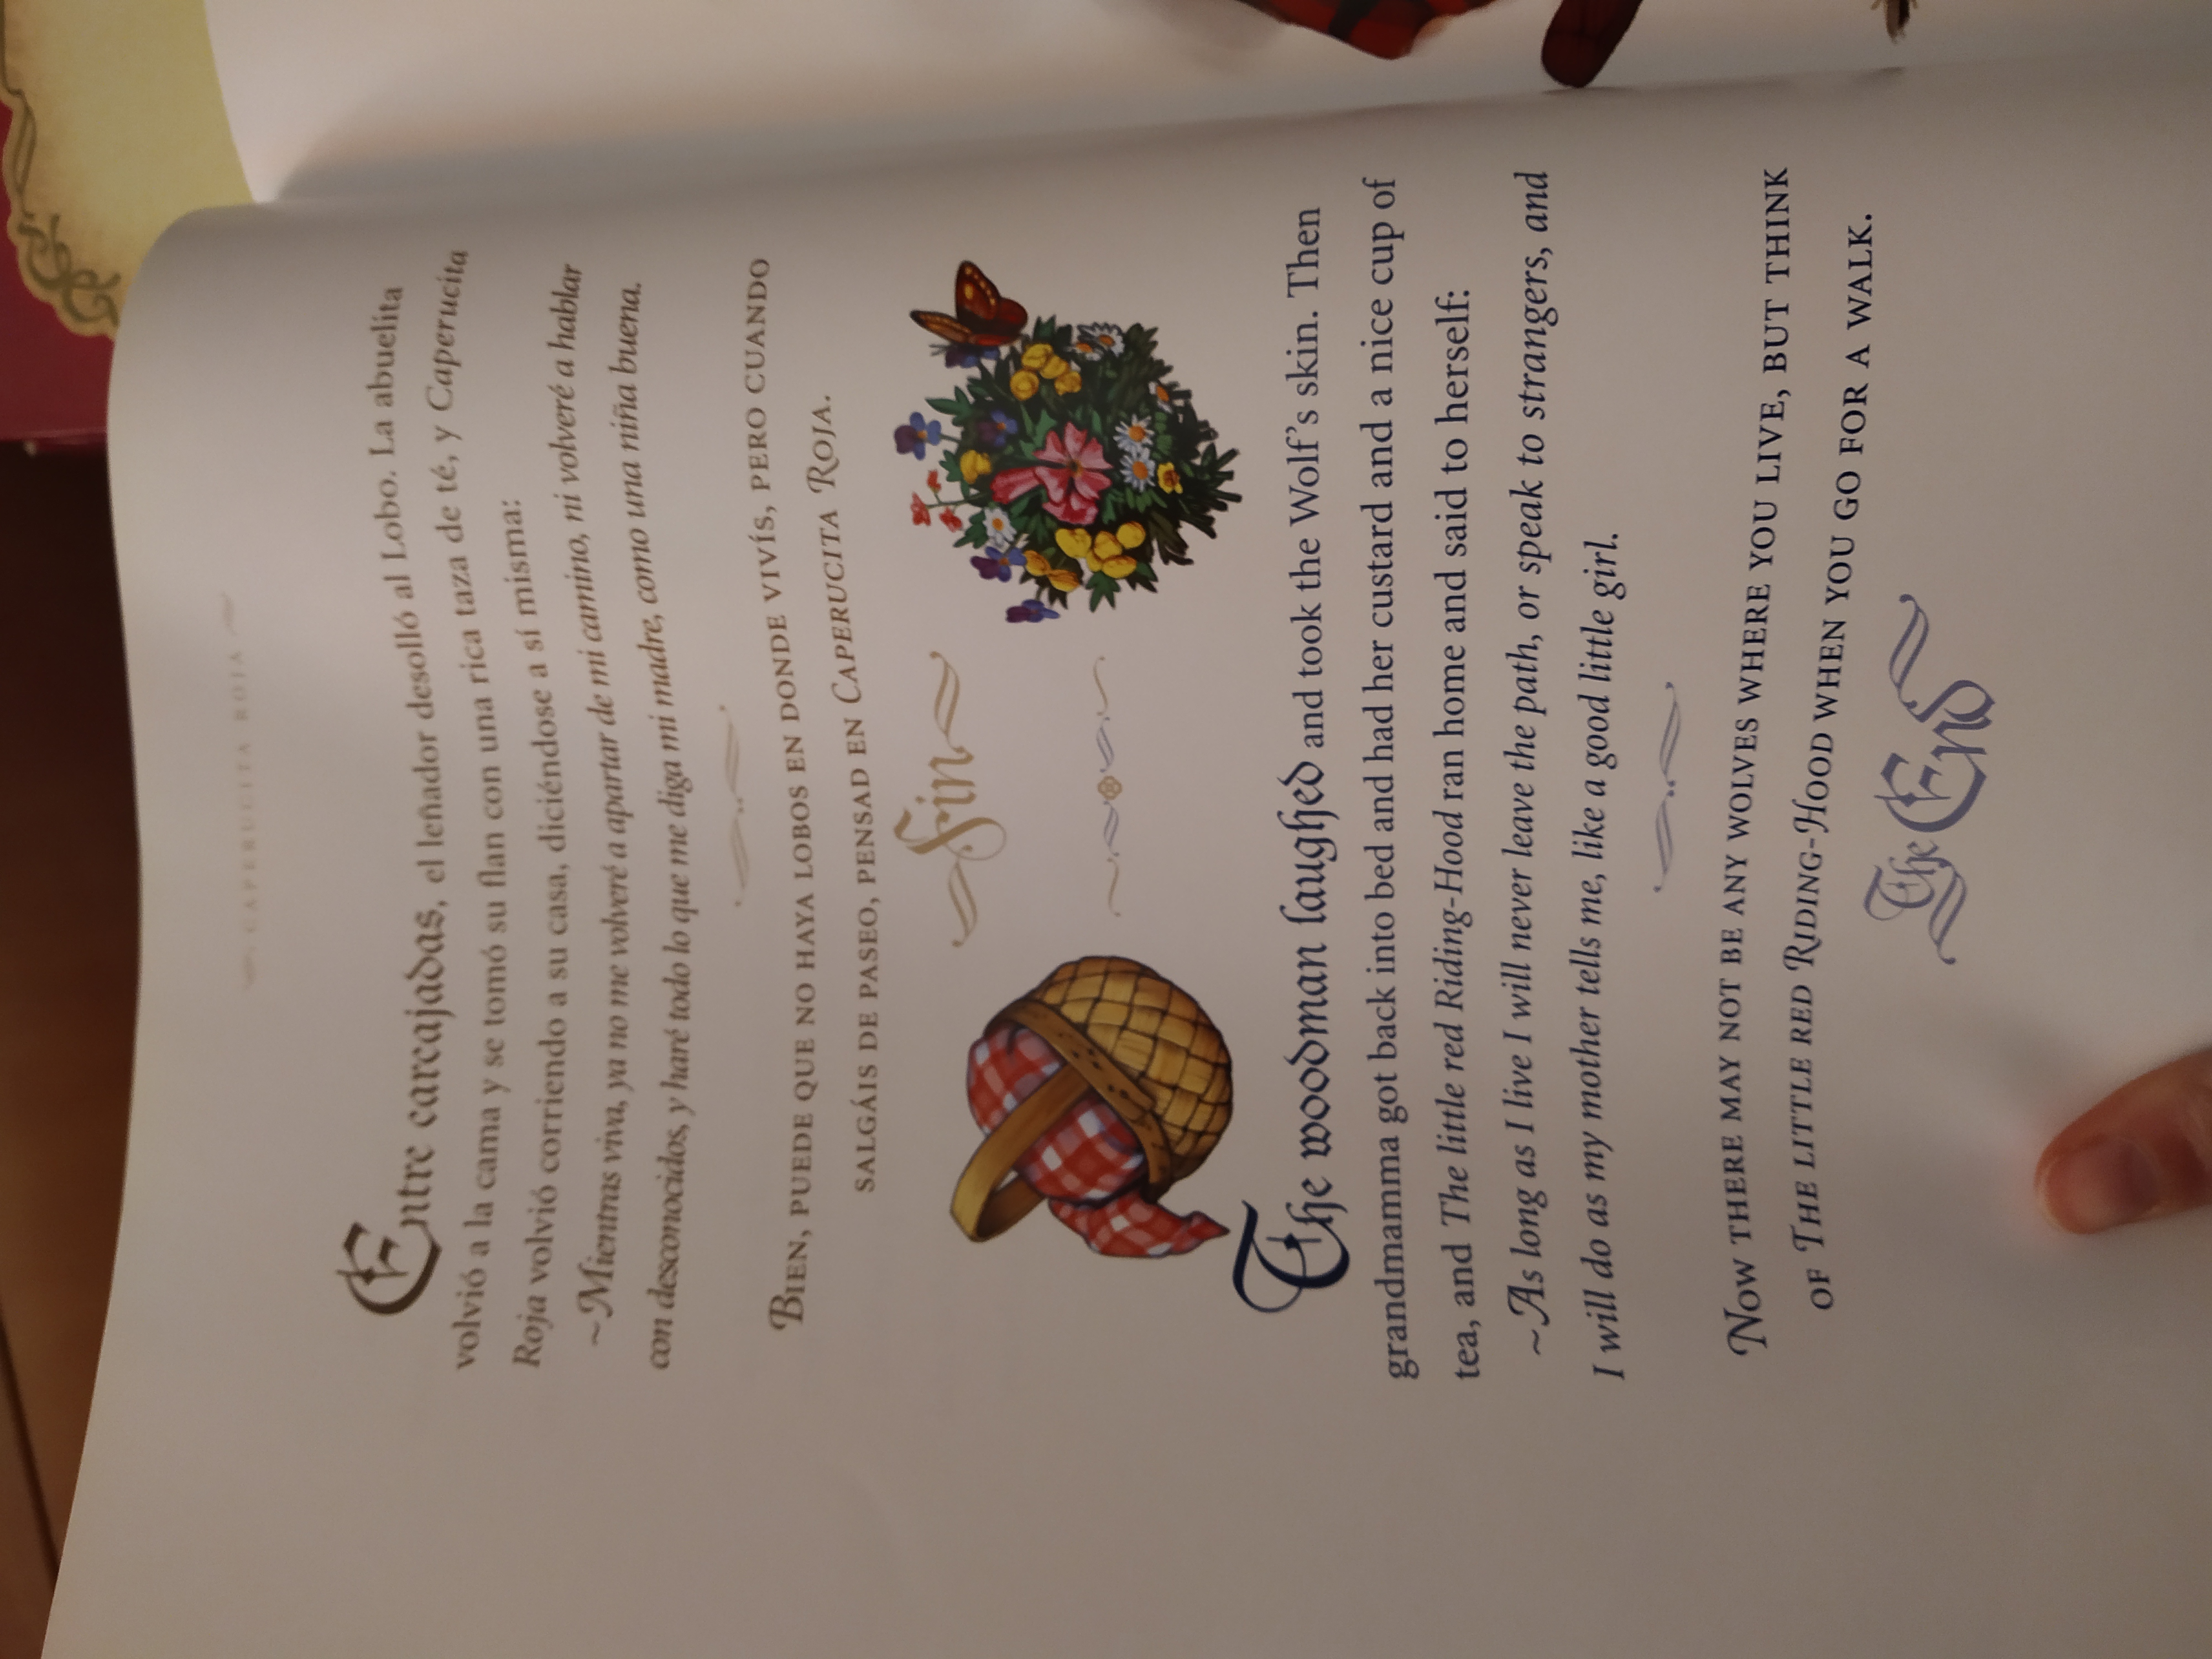 CAPERUCITA ROJA
Entre carcajadas, el leñador desolló al Lobo. La abuelita
volvió a la cama y se tomó su flan con una rica taza de té, y Caperucita
Roja volvió corriendo a su casa, diciéndose a sí misma:
~Mientras viva, ya no me volveré a apartar de mi camino, ni volveré a hablar
con desconocidos, y haré todo lo que me diga mi madre, como una niña buena.
BIEN, PUEDE QUE NO HAYA LOBOS EN DONDE VIVÍS, PERO CUANDO
SALGÁIS DE PASEO, PENSAD EN CAPERUCITA ROJA.
Fin
The woodman laughed and took the Wolf's skin. Then
grandmamma got back into bed and had her custard and a nice cup of
tea, and The little red Riding-Hood ran home and said to herself:
~As long as I live I will never leave the path, or speak to strangers, and
I will do as my mother tells me, like a good little girl.
NOW THERE MAY NOT BE ANY WOLVES WHERE YOU LIVE, BUT THINK
OF THE LITTLE RED RIDING-HOOD WHEN YOU GO FOR A WALK.
The End